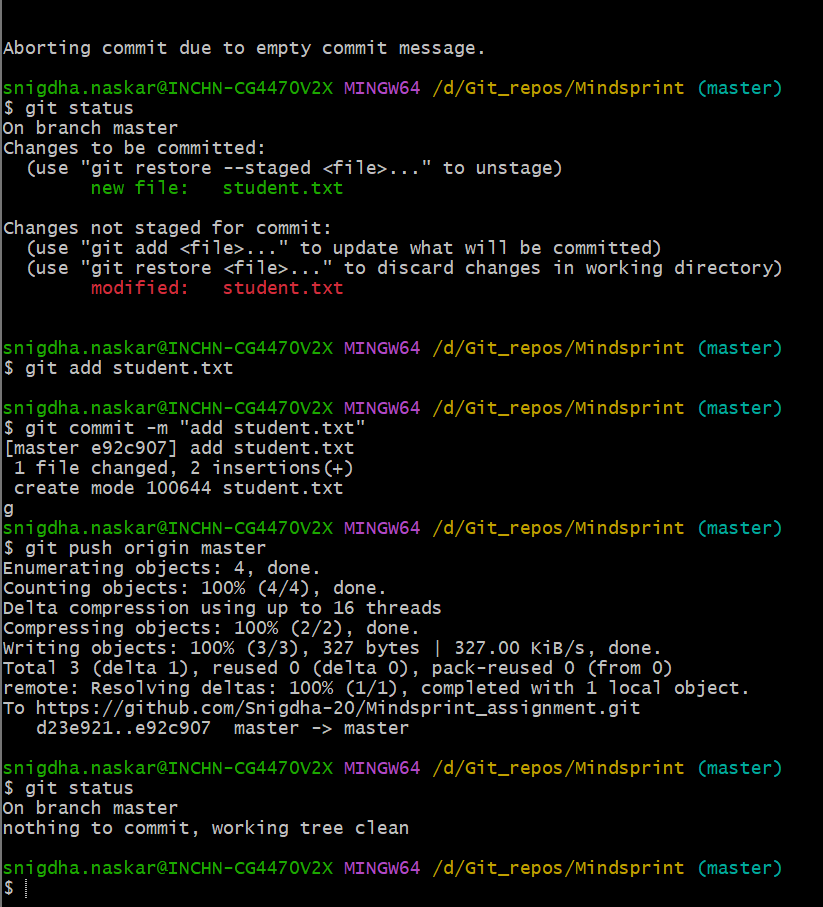 Aborting commit due to empty commit message.
snigdha.naskar@INCHN-CG4470V2X MINGW64 /d/Git_repos/Mindsprint (master)
$ git status
On branch master
Changes to be committed:
  (use "git restore --staged <file>..." to unstage)
        new file:   student.txt
Changes not staged for commit:
  (use "git add <file>..." to update what will be committed)
  (use "git restore <file>..." to discard changes in working directory)
        modified:   student.txt
snigdha.naskar@INCHN-CG4470V2X MINGW64 /d/Git_repos/Mindsprint (master)
$ git add student.txt
snigdha.naskar@INCHN-CG4470V2X MINGW64 /d/Git_repos/Mindsprint (master)
$ git commit -m "add student.txt"
[master e92c907] add student.txt
 1 file changed, 2 insertions(+)
 create mode 100644 student.txt
g
snigdha.naskar@INCHN-CG4470V2X MINGW64 /d/Git_repos/Mindsprint (master)
$ git push origin master
Enumerating objects: 4, done.
Counting objects: 100% (4/4), done.
Delta compression using up to 16 threads
Compressing objects: 100% (2/2), done.
Writing objects: 100% (3/3), 327 bytes | 327.00 KiB/s, done.
Total 3 (delta 1), reused 0 (delta 0), pack-reused 0 (from 0)
remote: Resolving deltas: 100% (1/1), completed with 1 local object.
To https://github.com/Snigdha-20/Mindsprint_assignment.git
   d23e921..e92c907  master -> master
snigdha.naskar@INCHN-CG4470V2X MINGW64 /d/Git_repos/Mindsprint (master)
$ git status
On branch master
nothing to commit, working tree clean
snigdha.naskar@INCHN-CG4470V2X MINGW64 /d/Git_repos/Mindsprint (master)
$